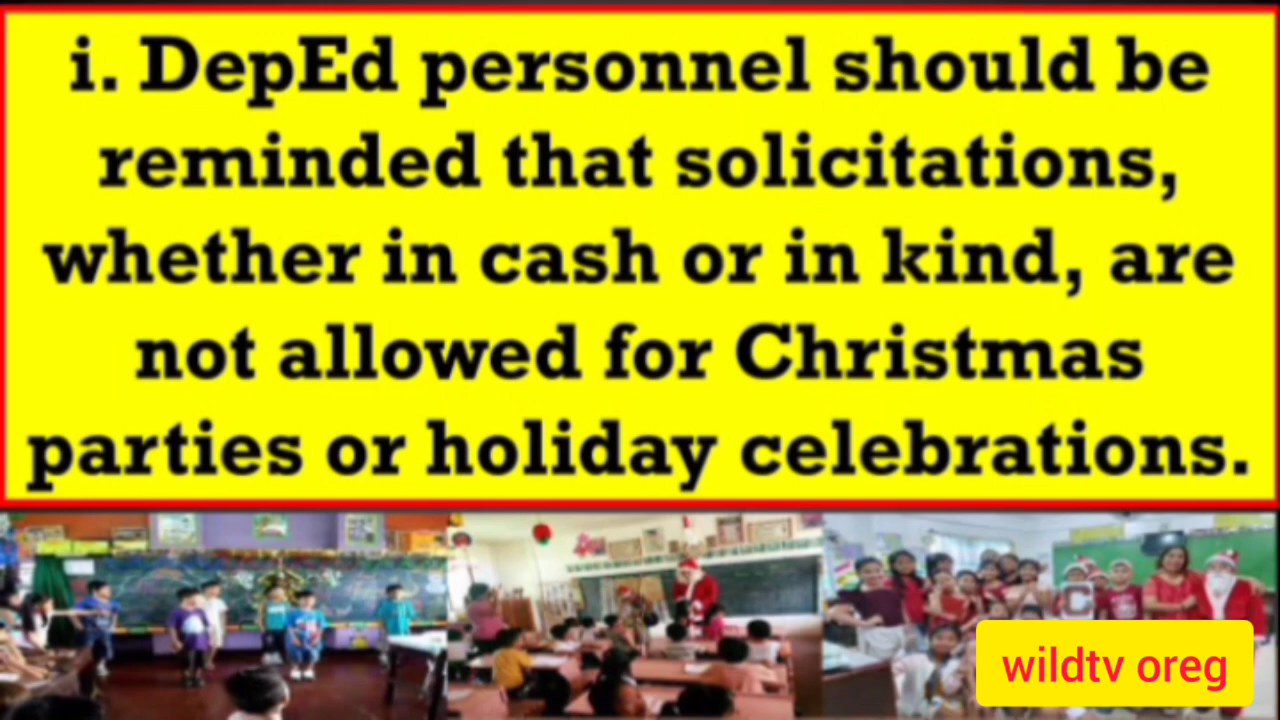 i. DepEd personnel should be
reminded that solicitations,
whether in cash or in kind, are
not allowed for Christmas
parties or holiday celebrations.
wildtv oreg